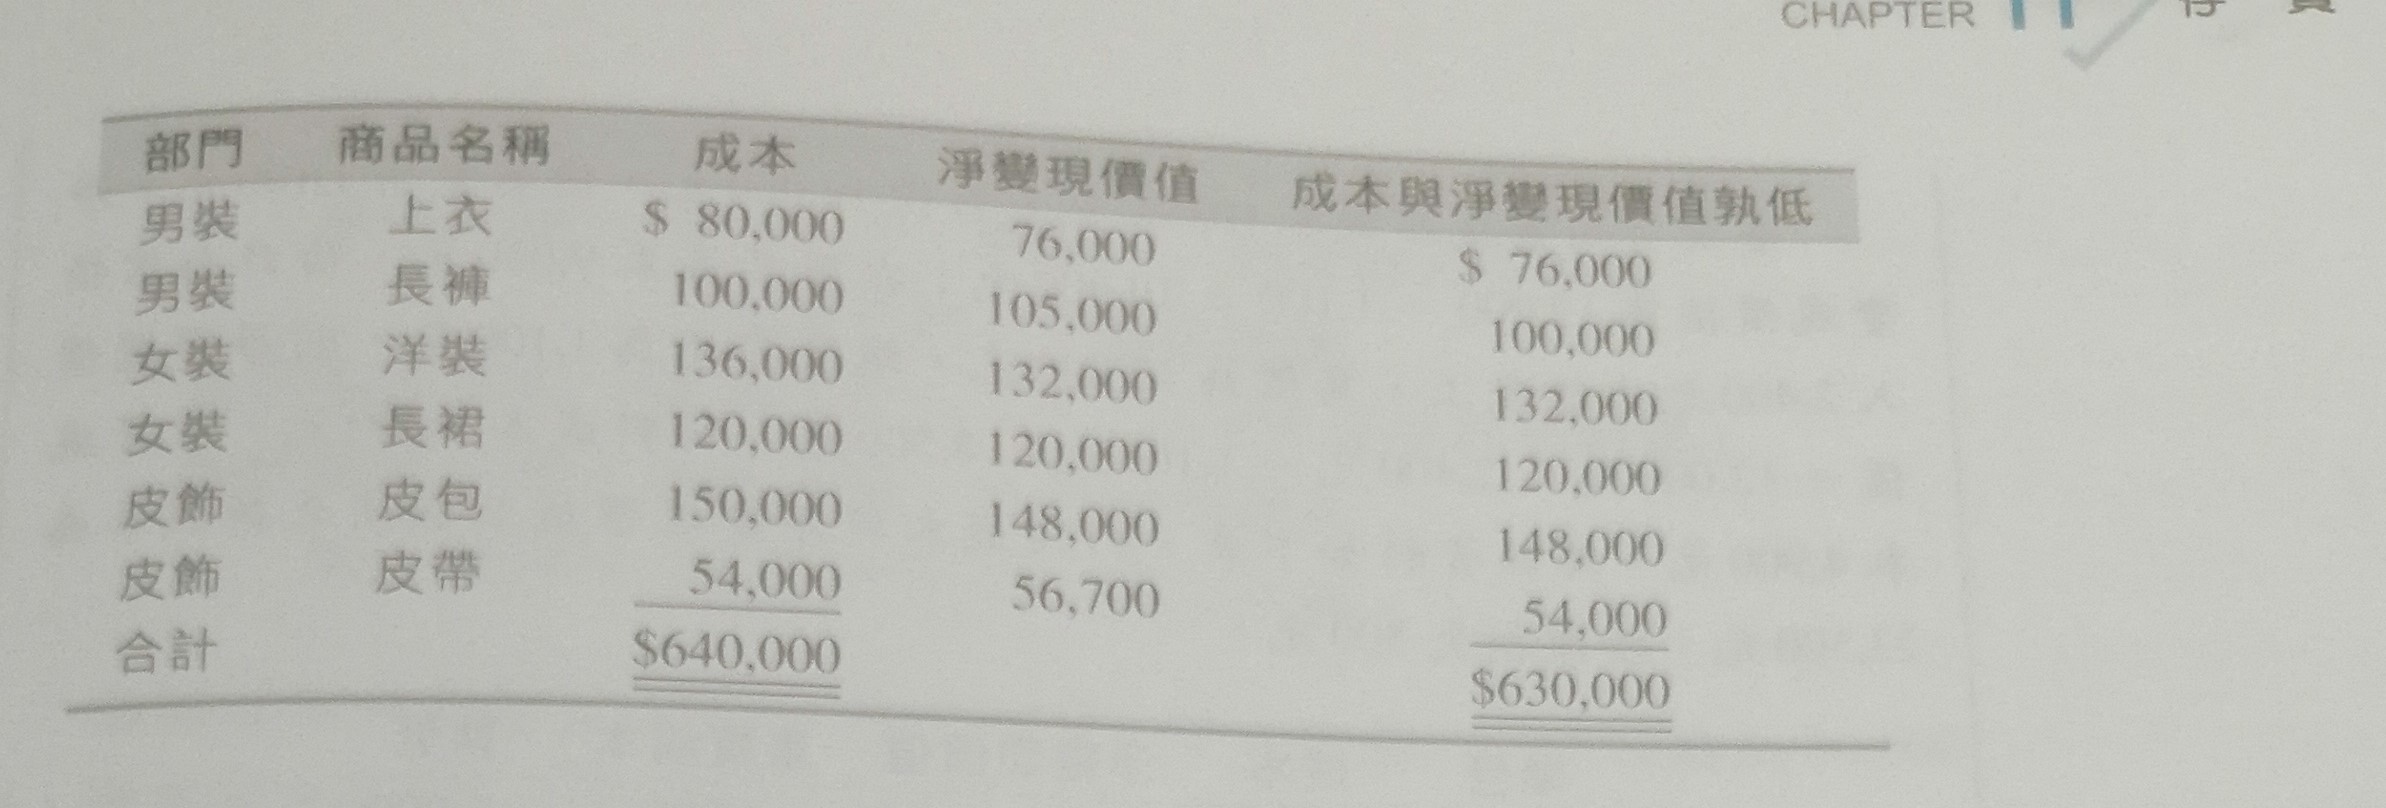 CHAPTER 11 存 貨
部門 商品名稱 成本 淨變現價值 成本與淨變現價值孰低
男裝 上衣 $ 80,000 76,000 $ 76,000
男裝 長褲 100,000 105,000 100,000
女裝 洋裝 136,000 132,000 132,000
女裝 長裙 120,000 120,000 120,000
皮飾 皮包 150,000 148,000 148,000
皮飾 皮帶 54,000 56,700 54,000
合計 $640,000 $630,000